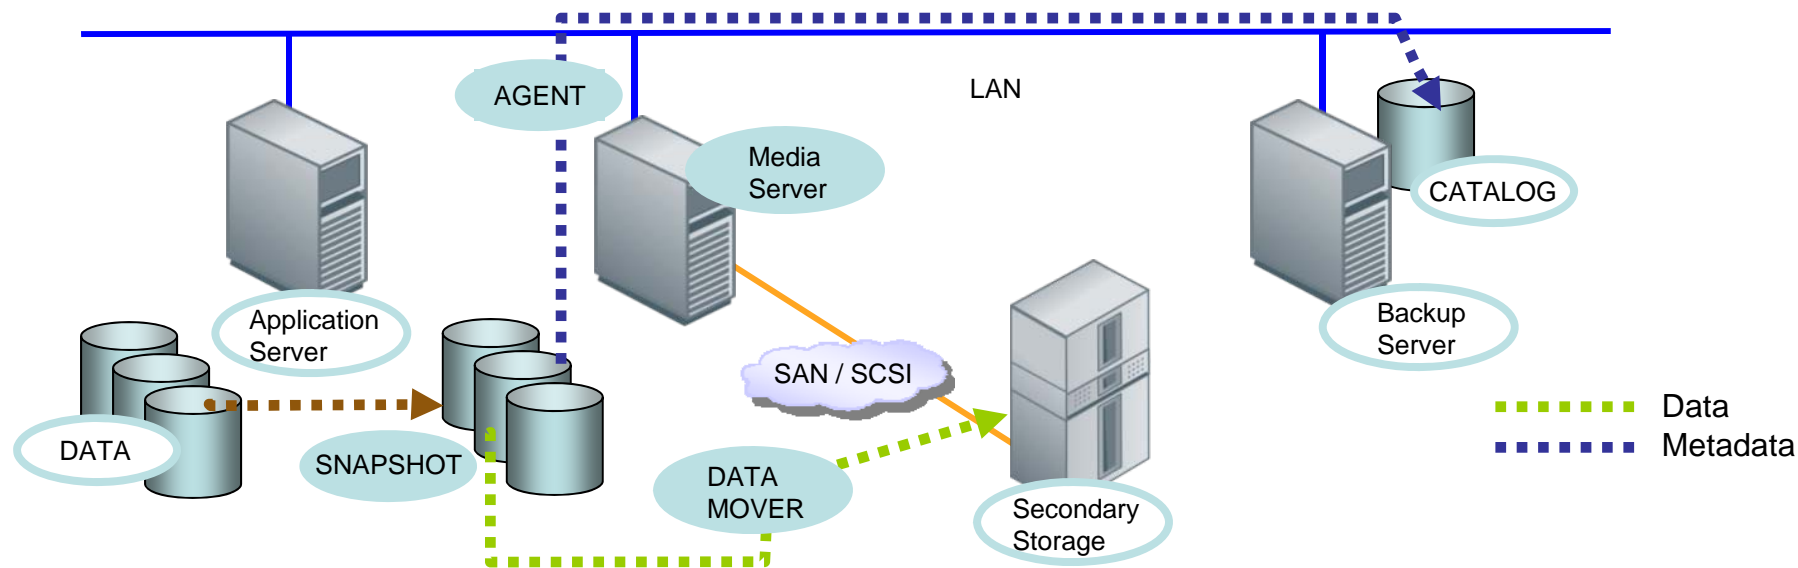 AGENT
LAN
Media
Server
CATALOG
Application
Server
Backup
Server
SAN / SCSI
DATA
SNAPSHOT
DATA
MOVER
Secondary
Storage
Data
Metadata